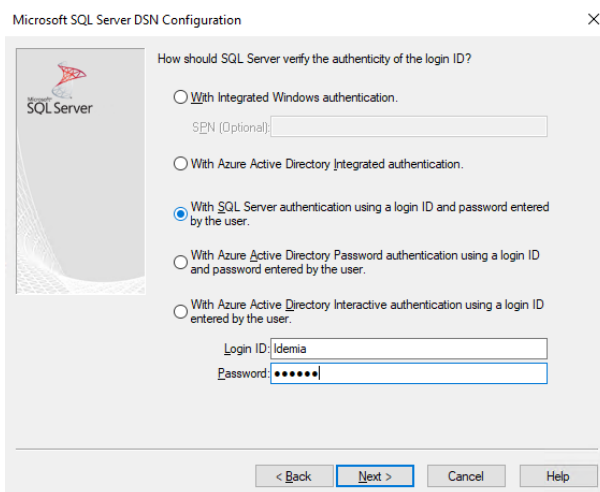 Microsoft SQL Server DSN Configuration
How should SQL Server verify the authenticity of the login ID?
Microsoft
SQL Server
With Integrated Windows authentication.
SPN (Optional):
With Azure Active Directory Integrated authentication.
With SQL Server authentication using a login ID and password entered
by the user.
With Azure Active Directory Password authentication using a login ID
and password entered by the user.
With Azure Active Directory Interactive authentication using a login ID
entered by the user.
Login ID: Idemia
Password: ●●●●●●
< Back Next > Cancel Help